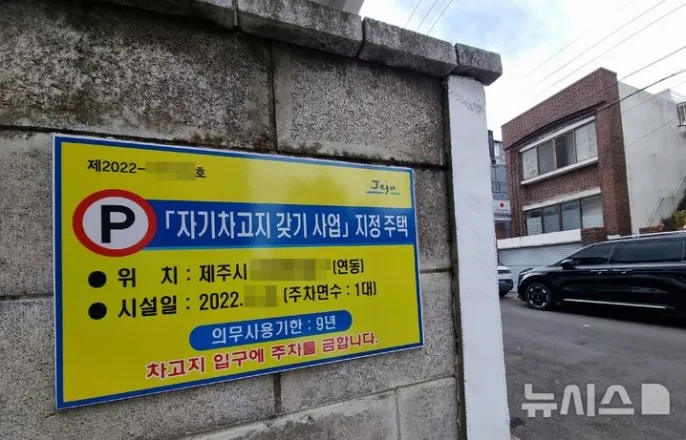 제2022-
호
Jeju
P
「자기차고지 갖기 사업」 지정 주택
● 위 치 : 제주시 (연동)
● 시설일 : 2022. (주차면수 : 1대)
의무사용기한 : 9년
차고지 입구에 주차를 금합니다.
뉴시스